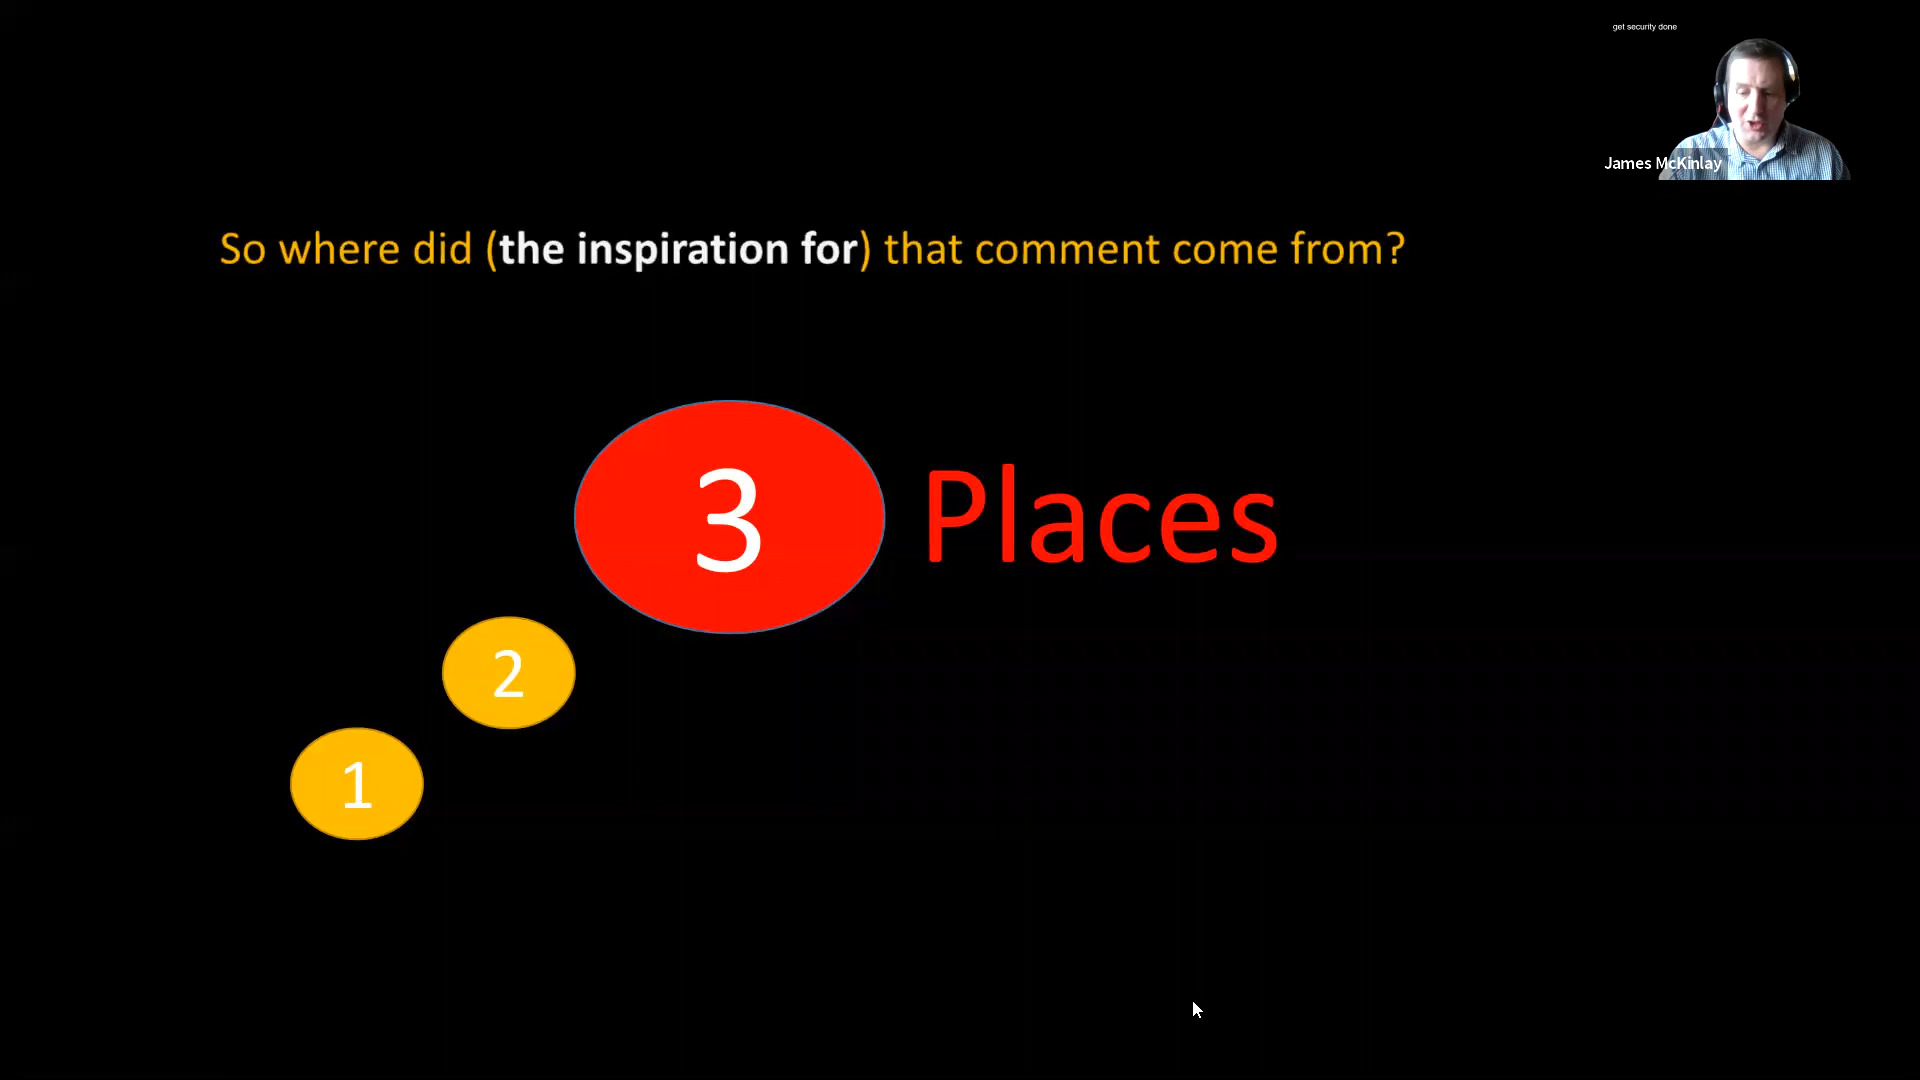 get security done
James McKinlay
So where did (the inspiration for) that comment come from?
3 Places
2
1